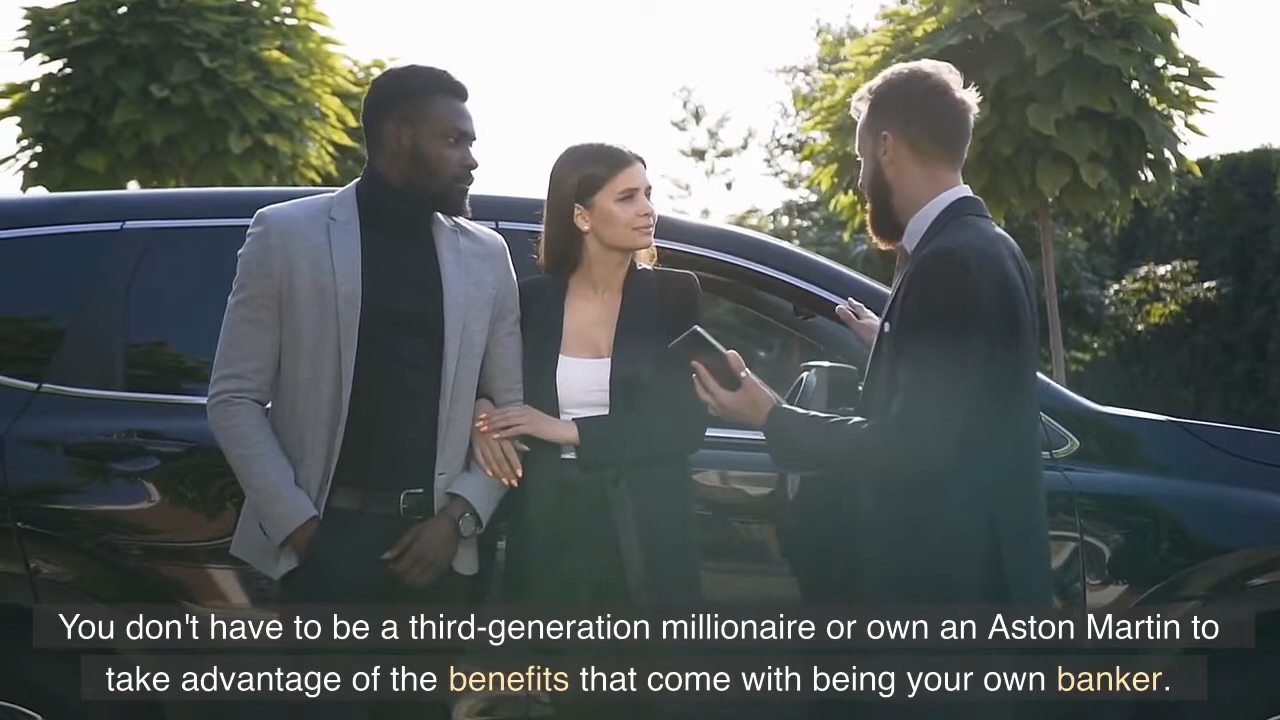 You don't have to be a third-generation millionaire or own an Aston Martin to
take advantage of the benefits that come with being your own banker.